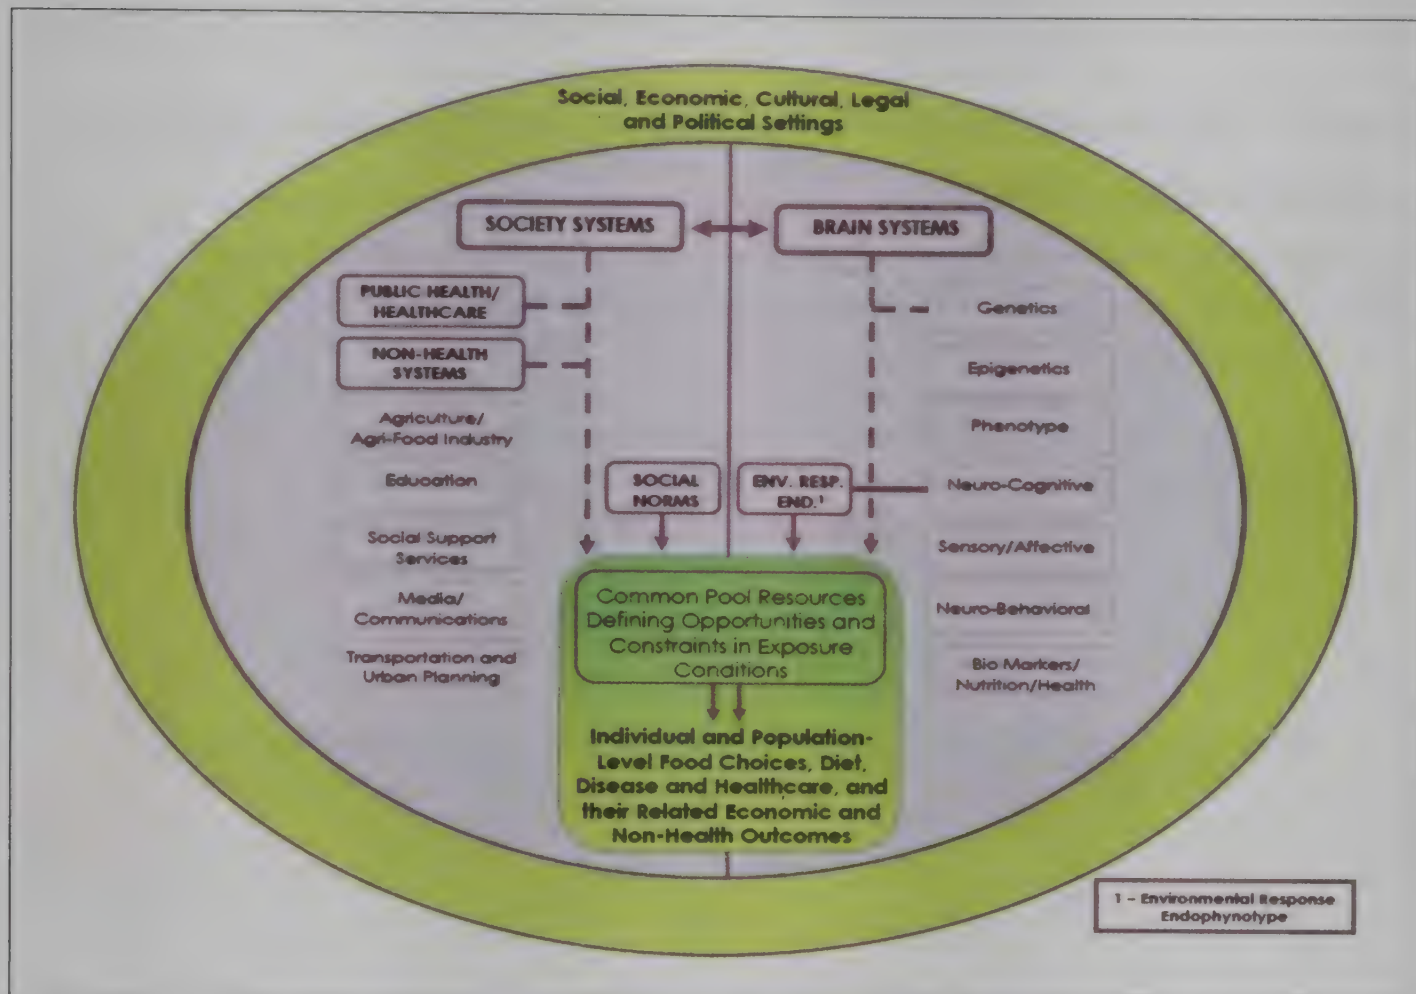 Social, Economic, Cultural, Legal
and Political Settings
SOCIETY SYSTEMS
BRAIN SYSTEMS
PUBLIC HEALTH/
HEALTHCARE
NON-HEALTH
SYSTEMS
Agriculture/
Agri-Food Industry
Education
Social Support
Services
Media/
Communications
Transportation and
Urban Planning
SOCIAL
NORMS
ENV. RESP.
END.¹
Genetics
Epigenetics
Phenotype
Neuro-Cognitive
Sensory/Affective
Neuro-Behavioral
Bio Markers/
Nutrition/Health
Common Pool Resources
Defining Opportunities and
Constraints in Exposure
Conditions
Individual and Population-
Level Food Choices, Diet,
Disease and Healthcare, and
their Related Economic and
Non-Health Outcomes
1 – Environmental Response
Endophynotype